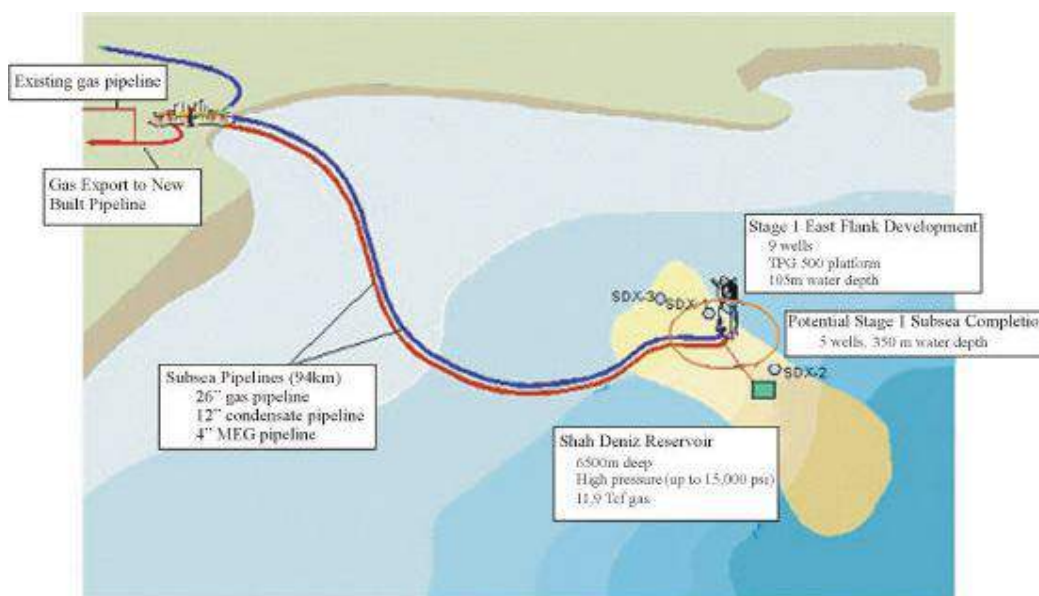 Existing gas pipeline
Gas Export to New
Built Pipeline
Stage 1 East Flank Development
9 wells
TPG 500 platform
105m water depth
SDX-3
SDX-1
Potential Stage 1 Subsea Completio
5 wells, 350 m water depth
SDX-2
Subsea Pipelines (94km)
26" gas pipeline
12" condensate pipeline
4" MEG pipeline
Shah Deniz Reservoir
6500m deep
High pressure (up to 15,000 psi)
11,9 Tcf gas